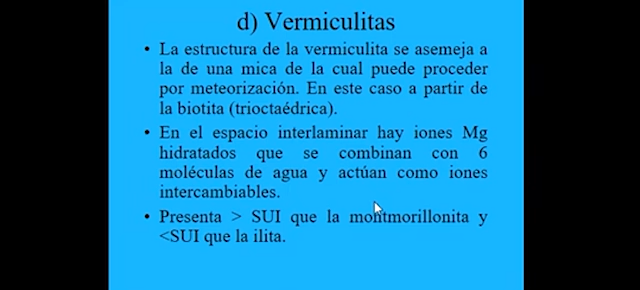 d) Vermiculitas
• La estructura de la vermiculita se asemeja a
la de una mica de la cual puede proceder
por meteorización. En este caso a partir de
la biotita (trioctaédrica).
• En el espacio interlaminar hay iones Mg
hidratados que se combinan con 6
moléculas de agua y actúan como iones
intercambiables.
• Presenta > SUI que la montmorillonita y
<SUI que la ilita.